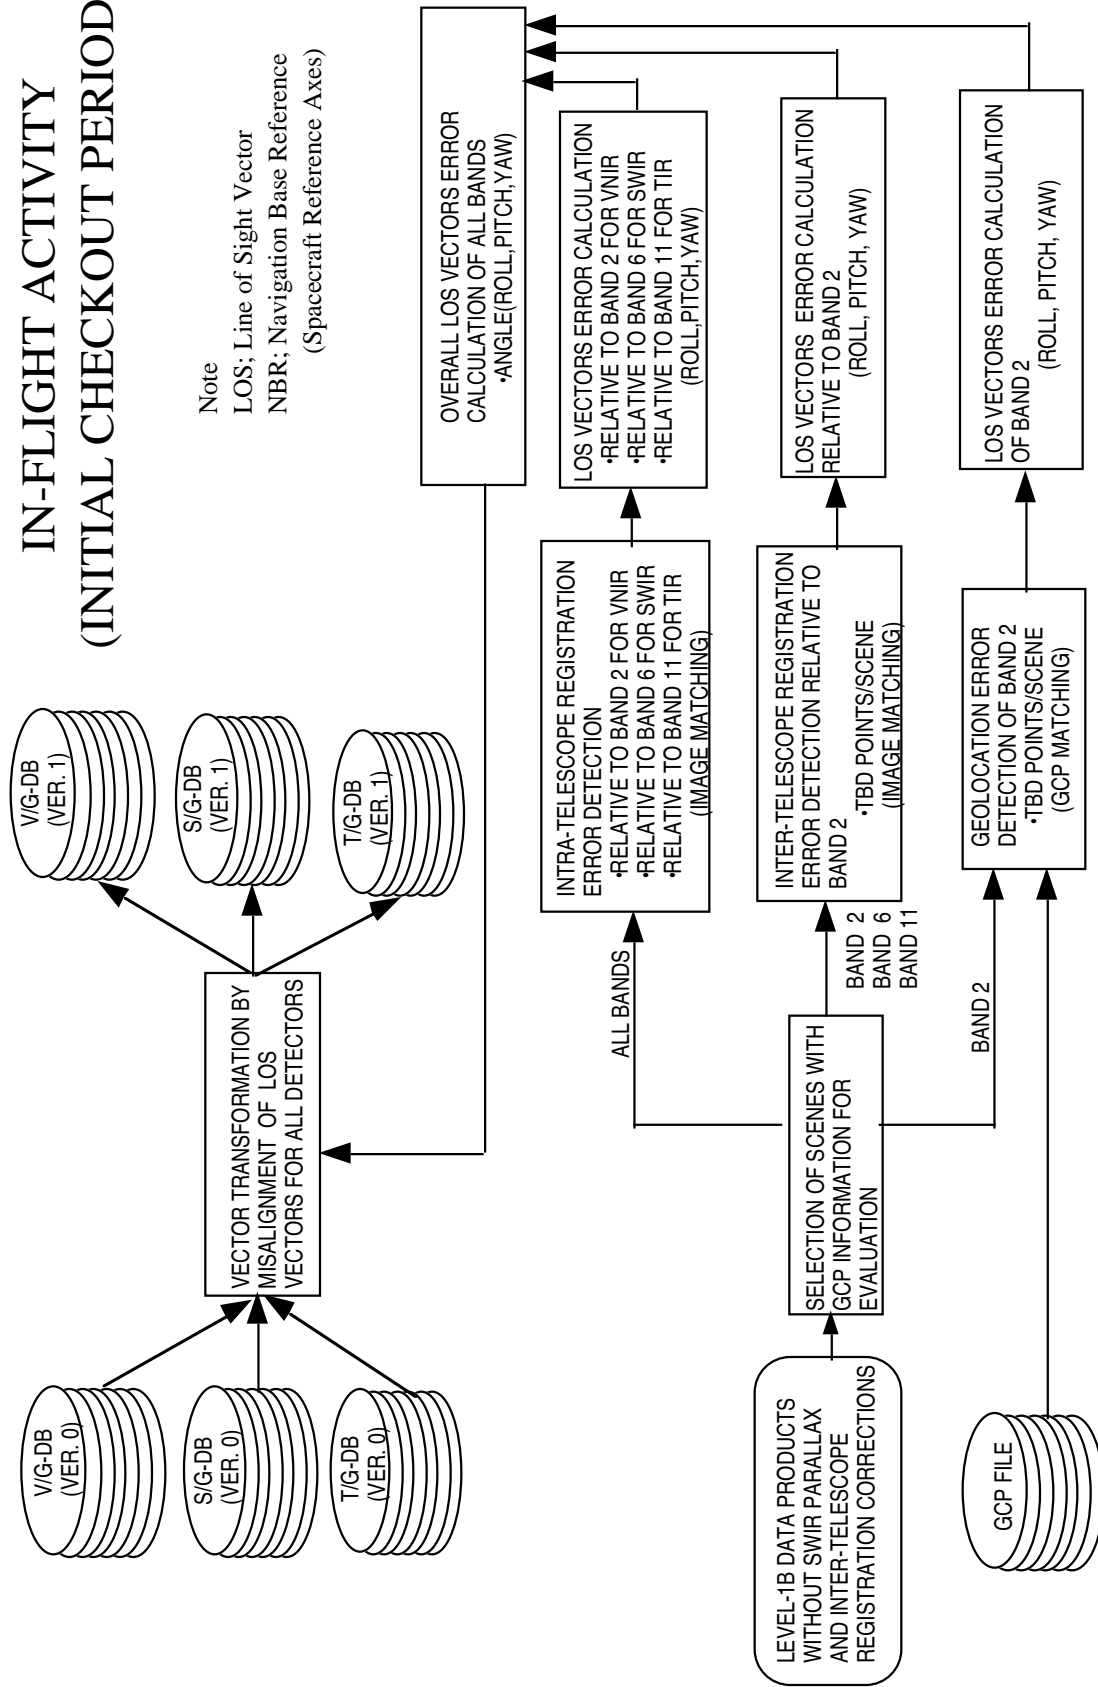 IN-FLIGHT ACTIVITY
(INITIAL CHECKOUT PERIOD
Note
LOS; Line of Sight Vector
NBR; Navigation Base Reference
(Spacecraft Reference Axes)
V/G-DB
(VER. 0)
S/G-DB
(VER. 0)
T/G-DB
(VER. 0)
VECTOR TRANSFORMATION BY
MISALIGNMENT OF LOS
VECTORS FOR ALL DETECTORS
V/G-DB
(VER. 1)
S/G-DB
(VER. 1)
T/G-DB
(VER. 1)
OVERALL LOS VECTORS ERROR
CALCULATION OF ALL BANDS
•ANGLE(ROLL,PITCH,YAW)
LEVEL-1B DATA PRODUCTS
WITHOUT SWIR PARALLAX
AND INTER-TELESCOPE
REGISTRATION CORRECTIONS
SELECTION OF SCENES WITH
GCP INFORMATION FOR
EVALUATION
ALL BANDS
INTRA-TELESCOPE REGISTRATION
ERROR DETECTION
•RELATIVE TO BAND 2 FOR VNIR
•RELATIVE TO BAND 6 FOR SWIR
•RELATIVE TO BAND 11 FOR TIR
(IMAGE MATCHING)
LOS VECTORS ERROR CALCULATION
•RELATIVE TO BAND 2 FOR VNIR
•RELATIVE TO BAND 6 FOR SWIR
•RELATIVE TO BAND 11 FOR TIR
(ROLL,PITCH,YAW)
BAND 2
BAND 6
BAND 11
INTER-TELESCOPE REGISTRATION
ERROR DETECTION RELATIVE TO
BAND 2
•TBD POINTS/SCENE
(IMAGE MATCHING)
LOS VECTORS ERROR CALCULATION
RELATIVE TO BAND 2
(ROLL, PITCH, YAW)
GCP FILE
BAND 2
GEOLOCATION ERROR
DETECTION OF BAND 2
•TBD POINTS/SCENE
(GCP MATCHING)
LOS VECTORS ERROR CALCULATION
OF BAND 2
(ROLL, PITCH, YAW)